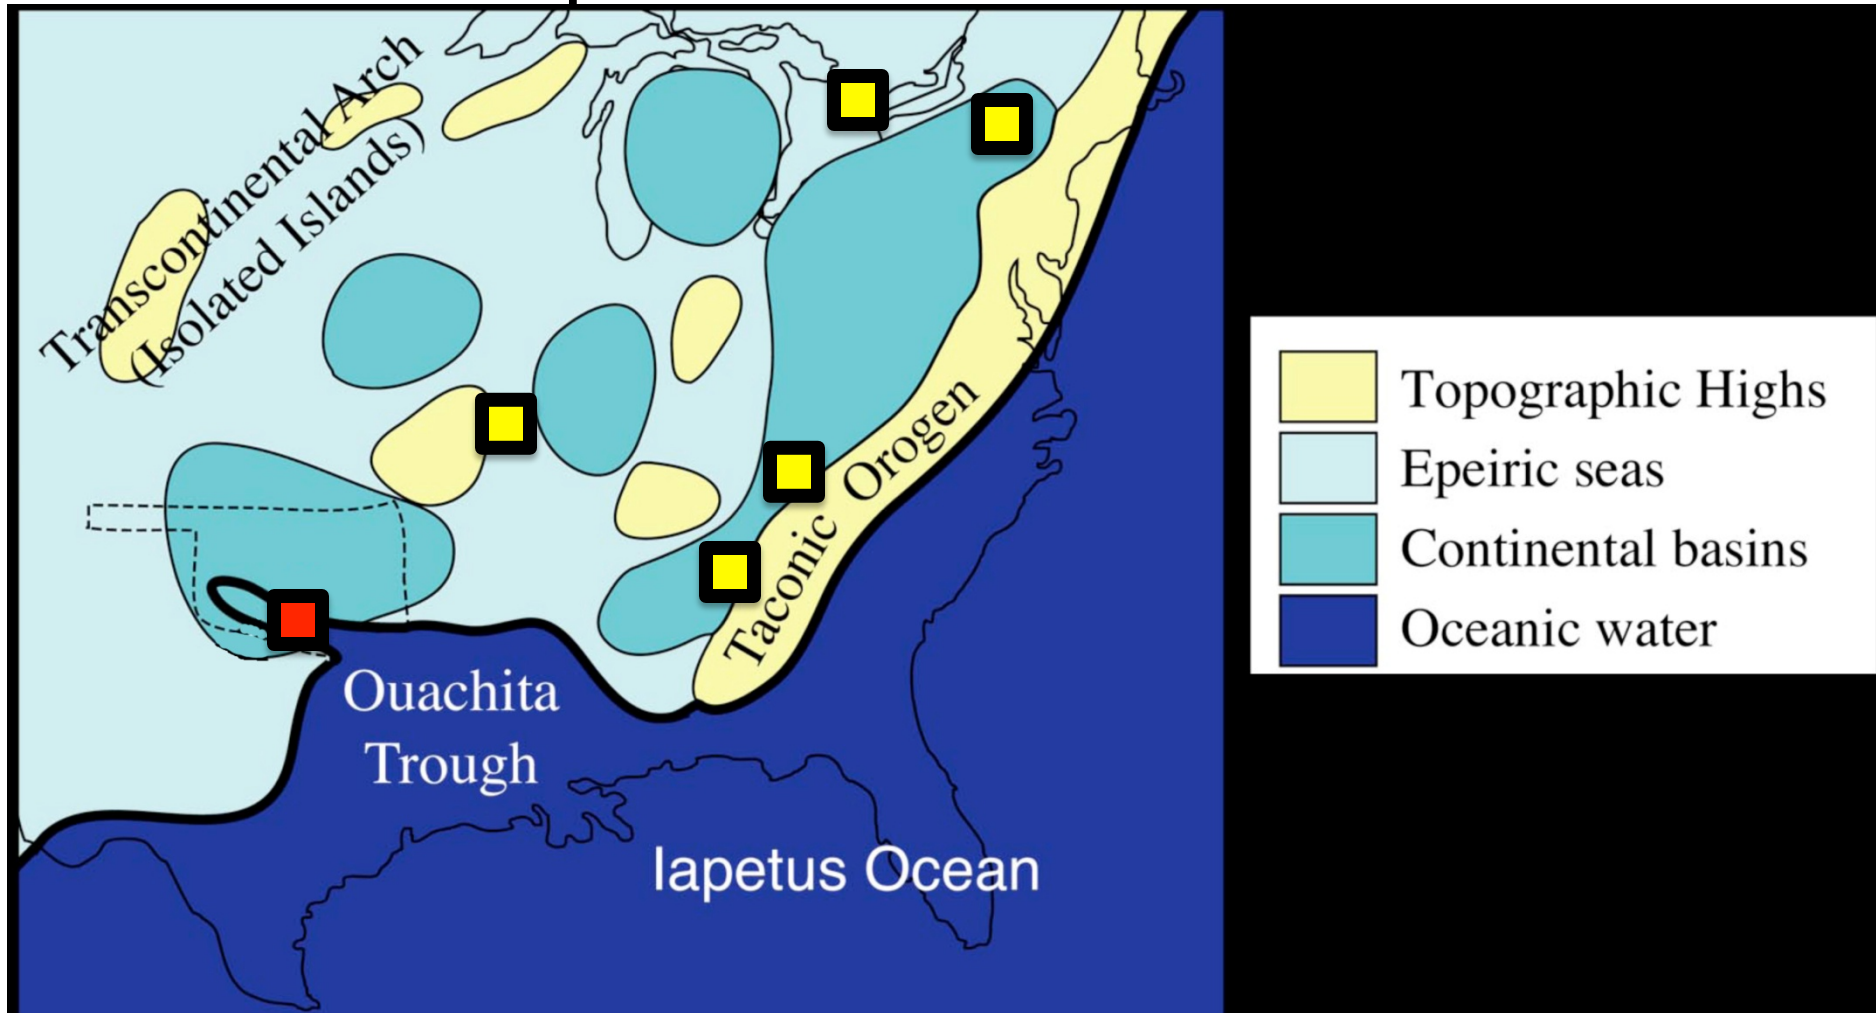 Transcontinental Arch
(Isolated Islands)
Taconic Orogen
Ouachita
Trough
Iapetus Ocean
Topographic Highs
Epeiric seas
Continental basins
Oceanic water